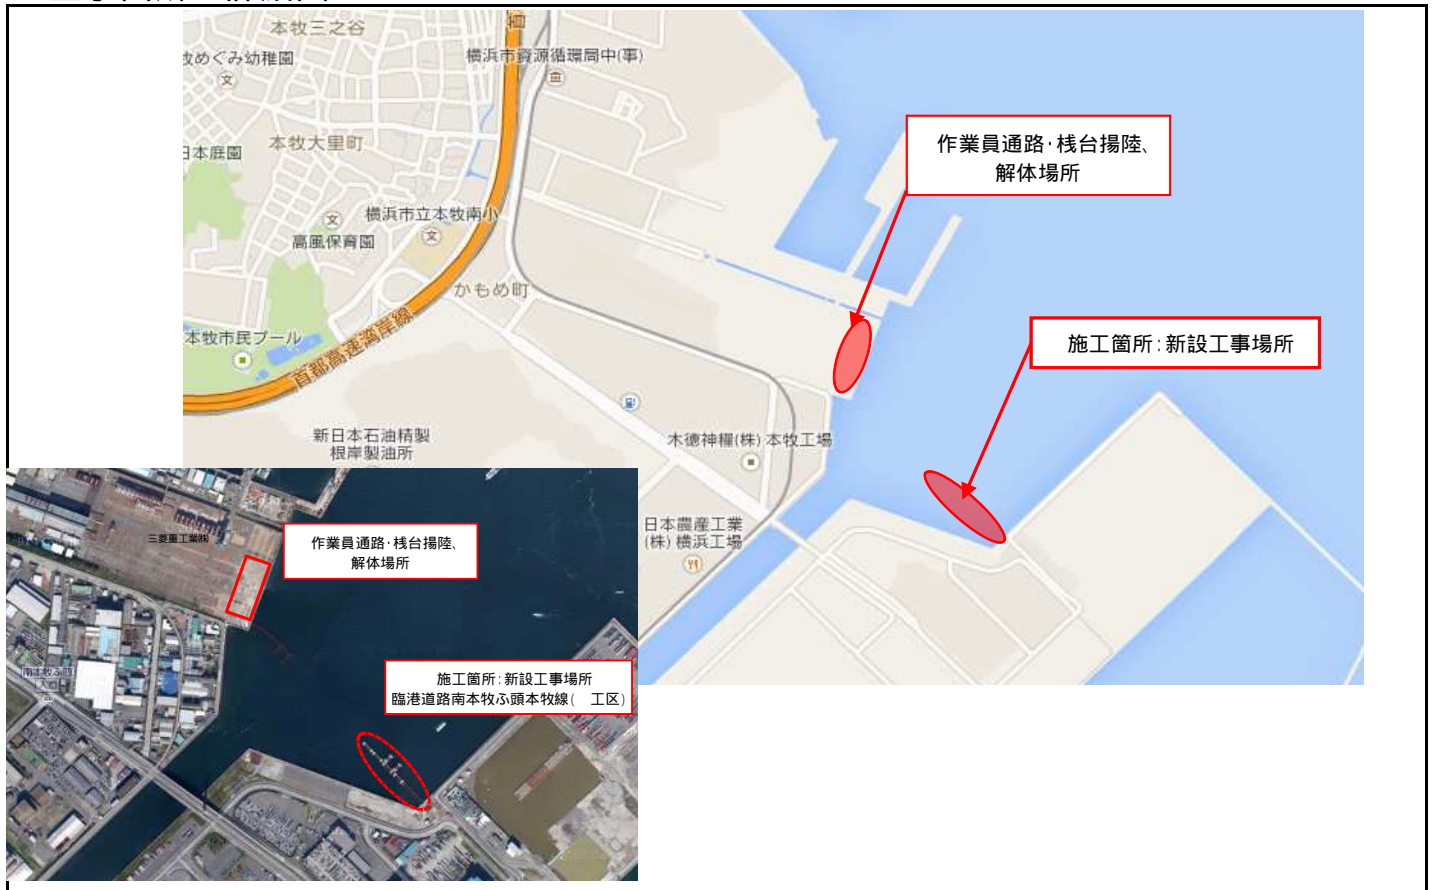 本牧三之谷
牧めぐみ幼稚園
横浜市資源循環局中(事)
本牧大里町
日本庭園
横浜市立本牧南小
高風保育園
かもめ町
本牧市民プール
首都高速湾岸線
新日本石油精製
根岸製油所
木徳神糧(株)本牧工場
日本農産工業
(株)横浜工場
作業員通路・桟台揚陸、
解体場所
施工箇所:新設工事場所
三菱重工業㈱
作業員通路・桟台揚陸、
解体場所
南本牧ふ頭
入口
施工箇所:新設工事場所
臨港道路南本牧ふ頭本牧線( 工区)